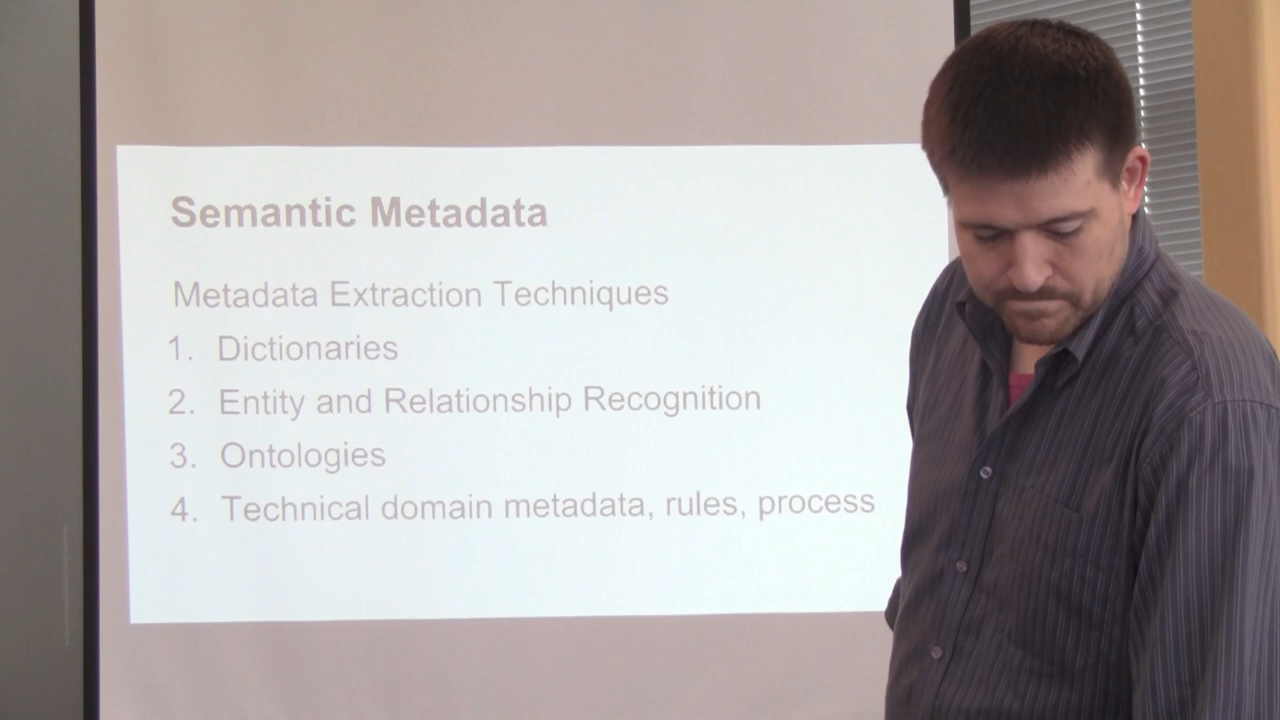 Semantic Metadata
Metadata Extraction Techniques
1. Dictionaries
2. Entity and Relationship Recognition
3. Ontologies
4. Technical domain metadata, rules, process